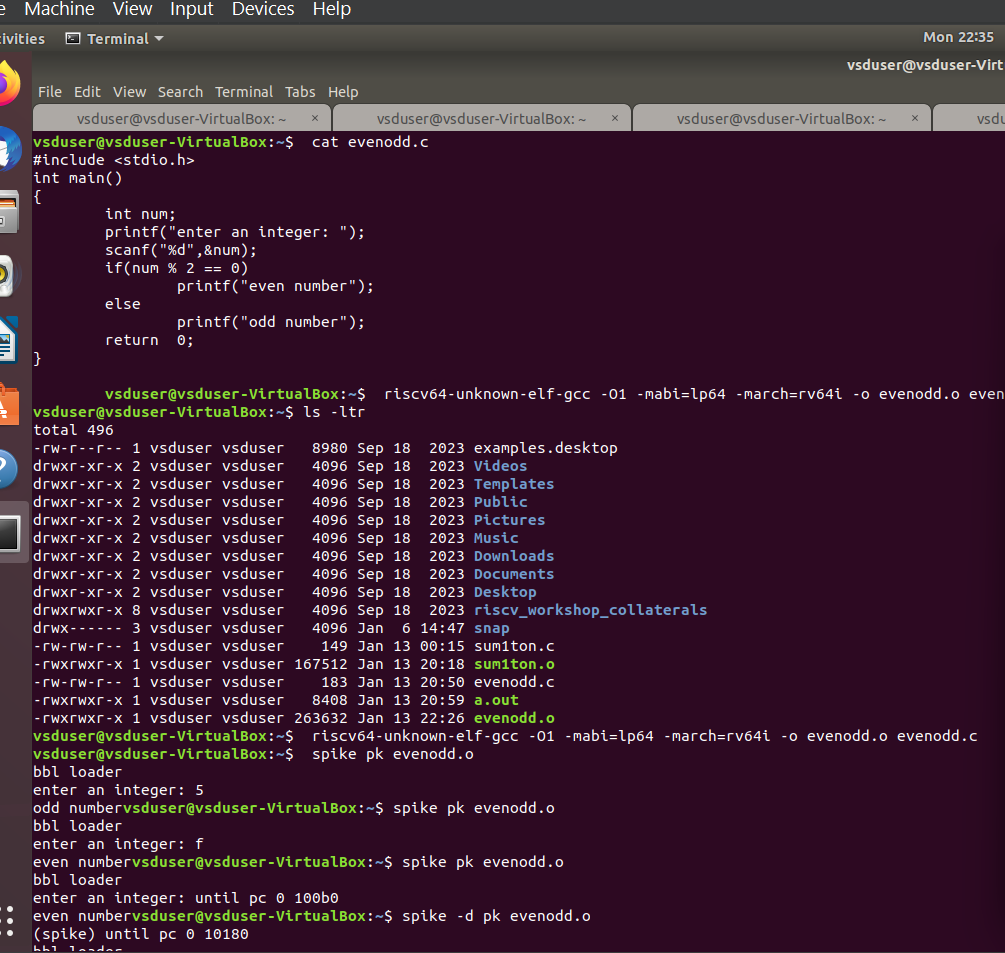 Machine View Input Devices Help
Terminal Mon 22:35
vsduser@vsduser-Virt
File Edit View Search Terminal Tabs Help
vsduser@vsduser-VirtualBox: ~ × vsduser@vsduser-VirtualBox: ~ × vsduser@vsduser-VirtualBox: ~ × vsdu
vsduser@vsduser-VirtualBox:~$  cat evenodd.c
#include <stdio.h>
int main()
{
        int num;
        printf("enter an integer: ");
        scanf("%d",&num);
        if(num % 2 == 0)
                printf("even number");
        else
                printf("odd number");
        return  0;
}
        vsduser@vsduser-VirtualBox:~$  riscv64-unknown-elf-gcc -O1 -mabi=lp64 -march=rv64i -o evenodd.o even
vsduser@vsduser-VirtualBox:~$ ls -ltr
total 496
-rw-r--r-- 1 vsduser vsduser   8980 Sep 18  2023 examples.desktop
drwxr-xr-x 2 vsduser vsduser   4096 Sep 18  2023 Videos
drwxr-xr-x 2 vsduser vsduser   4096 Sep 18  2023 Templates
drwxr-xr-x 2 vsduser vsduser   4096 Sep 18  2023 Public
drwxr-xr-x 2 vsduser vsduser   4096 Sep 18  2023 Pictures
drwxr-xr-x 2 vsduser vsduser   4096 Sep 18  2023 Music
drwxr-xr-x 2 vsduser vsduser   4096 Sep 18  2023 Downloads
drwxr-xr-x 2 vsduser vsduser   4096 Sep 18  2023 Documents
drwxr-xr-x 2 vsduser vsduser   4096 Sep 18  2023 Desktop
drwxrwxr-x 8 vsduser vsduser   4096 Sep 18  2023 riscv_workshop_collaterals
drwx------ 3 vsduser vsduser   4096 Jan  6 14:47 snap
-rw-rw-r-- 1 vsduser vsduser    149 Jan 13 00:15 sum1ton.c
-rwxrwxr-x 1 vsduser vsduser 167512 Jan 13 20:18 sum1ton.o
-rw-rw-r-- 1 vsduser vsduser    183 Jan 13 20:50 evenodd.c
-rwxrwxr-x 1 vsduser vsduser   8408 Jan 13 20:59 a.out
-rwxrwxr-x 1 vsduser vsduser 263632 Jan 13 22:26 evenodd.o
vsduser@vsduser-VirtualBox:~$  riscv64-unknown-elf-gcc -O1 -mabi=lp64 -march=rv64i -o evenodd.o evenodd.c
vsduser@vsduser-VirtualBox:~$  spike pk evenodd.o
bbl loader
enter an integer: 5
odd numbervsduser@vsduser-VirtualBox:~$ spike pk evenodd.o
bbl loader
enter an integer: f
even numbervsduser@vsduser-VirtualBox:~$ spike pk evenodd.o
bbl loader
enter an integer: until pc 0 100b0
even numbervsduser@vsduser-VirtualBox:~$ spike -d pk evenodd.o
(spike) until pc 0 10180
bbl loader